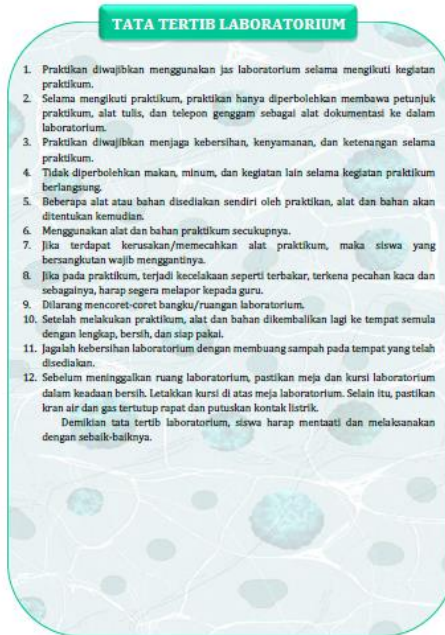 TATA TERTIB LABORATORIUM
1. Praktikan diwajibkan menggunakan jas laboratorium selama mengikuti kegiatan
praktikum.
2. Selama mengikuti praktikum, praktikan hanya diperbolehkan membawa petunjuk
praktikum, alat tulis, dan telepon genggam sebagai alat dokumentasi ke dalam
laboratorium.
3. Praktikan diwajibkan menjaga kebersihan, kenyamanan, dan ketenangan selama
praktikum.
4. Tidak diperbolehkan makan, minum, dan kegiatan lain selama kegiatan praktikum
berlangsung.
5. Beberapa alat atau bahan disediakan sendiri oleh praktikan, alat dan bahan akan
ditentukan kemudian.
6. Menggunakan alat dan bahan praktikum secukupnya.
7. Jika terdapat kerusakan/memecahkan alat praktikum, maka siswa yang
bersangkutan wajib menggantinya.
8. Jika pada praktikum, terjadi kecelakaan seperti terbakar, terkena pecahan kaca dan
sebagainya, harap segera melapor kepada guru.
9. Dilarang mencoret-coret bangku/ruangan laboratorium.
10. Setelah melakukan praktikum, alat dan bahan dikembalikan lagi ke tempat semula
dengan lengkap, bersih, dan siap pakai.
11. Jagalah kebersihan laboratorium dengan membuang sampah pada tempat yang telah
disediakan.
12. Sebelum meninggalkan ruang laboratorium, pastikan meja dan kursi laboratorium
dalam keadaan bersih. Letakkan kursi di atas meja laboratorium. Selain itu, pastikan
kran air dan gas tertutup rapat dan putuskan kontak listrik.
Demikian tata tertib laboratorium, siswa harap mentaati dan melaksanakan
dengan sebaik-baiknya.